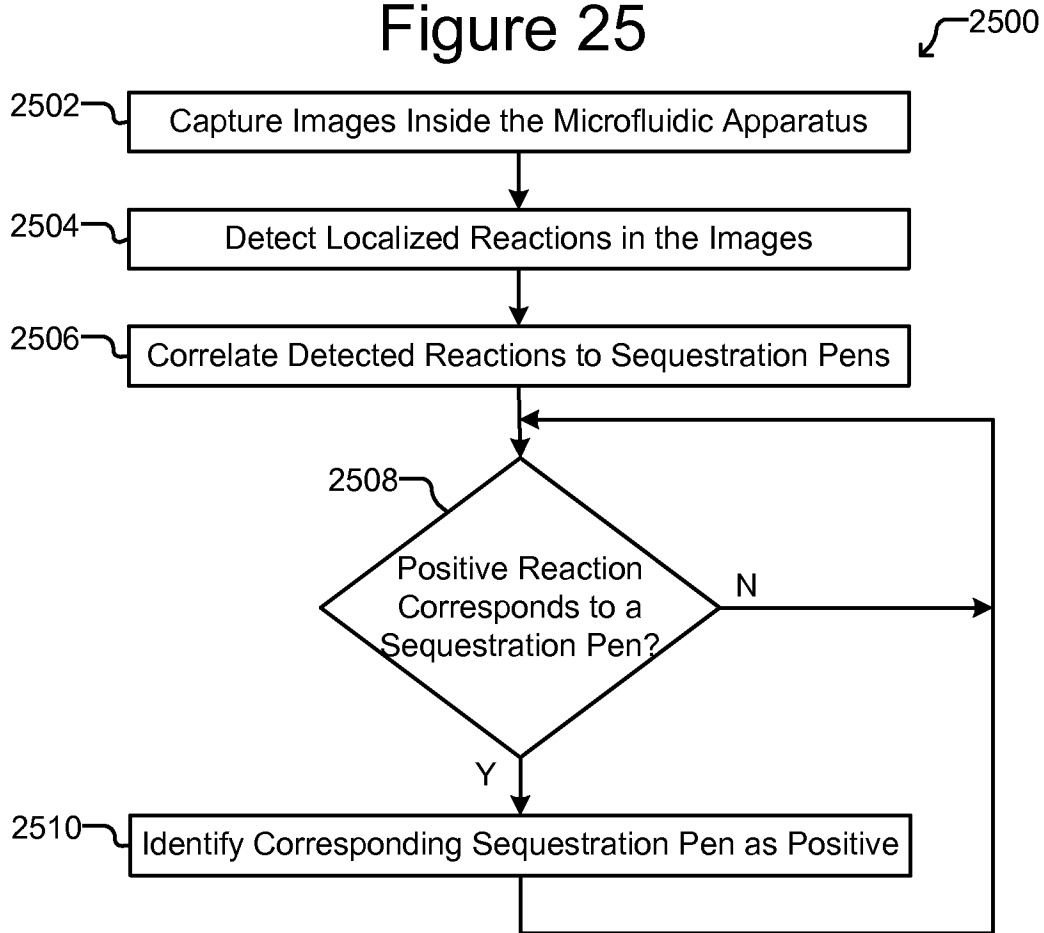 Figure 25
2500
2502
Capture Images Inside the Microfluidic Apparatus
2504
Detect Localized Reactions in the Images
2506
Correlate Detected Reactions to Sequestration Pens
2508
Positive Reaction
Corresponds to a
Sequestration Pen?
N
Y
2510
Identify Corresponding Sequestration Pen as Positive